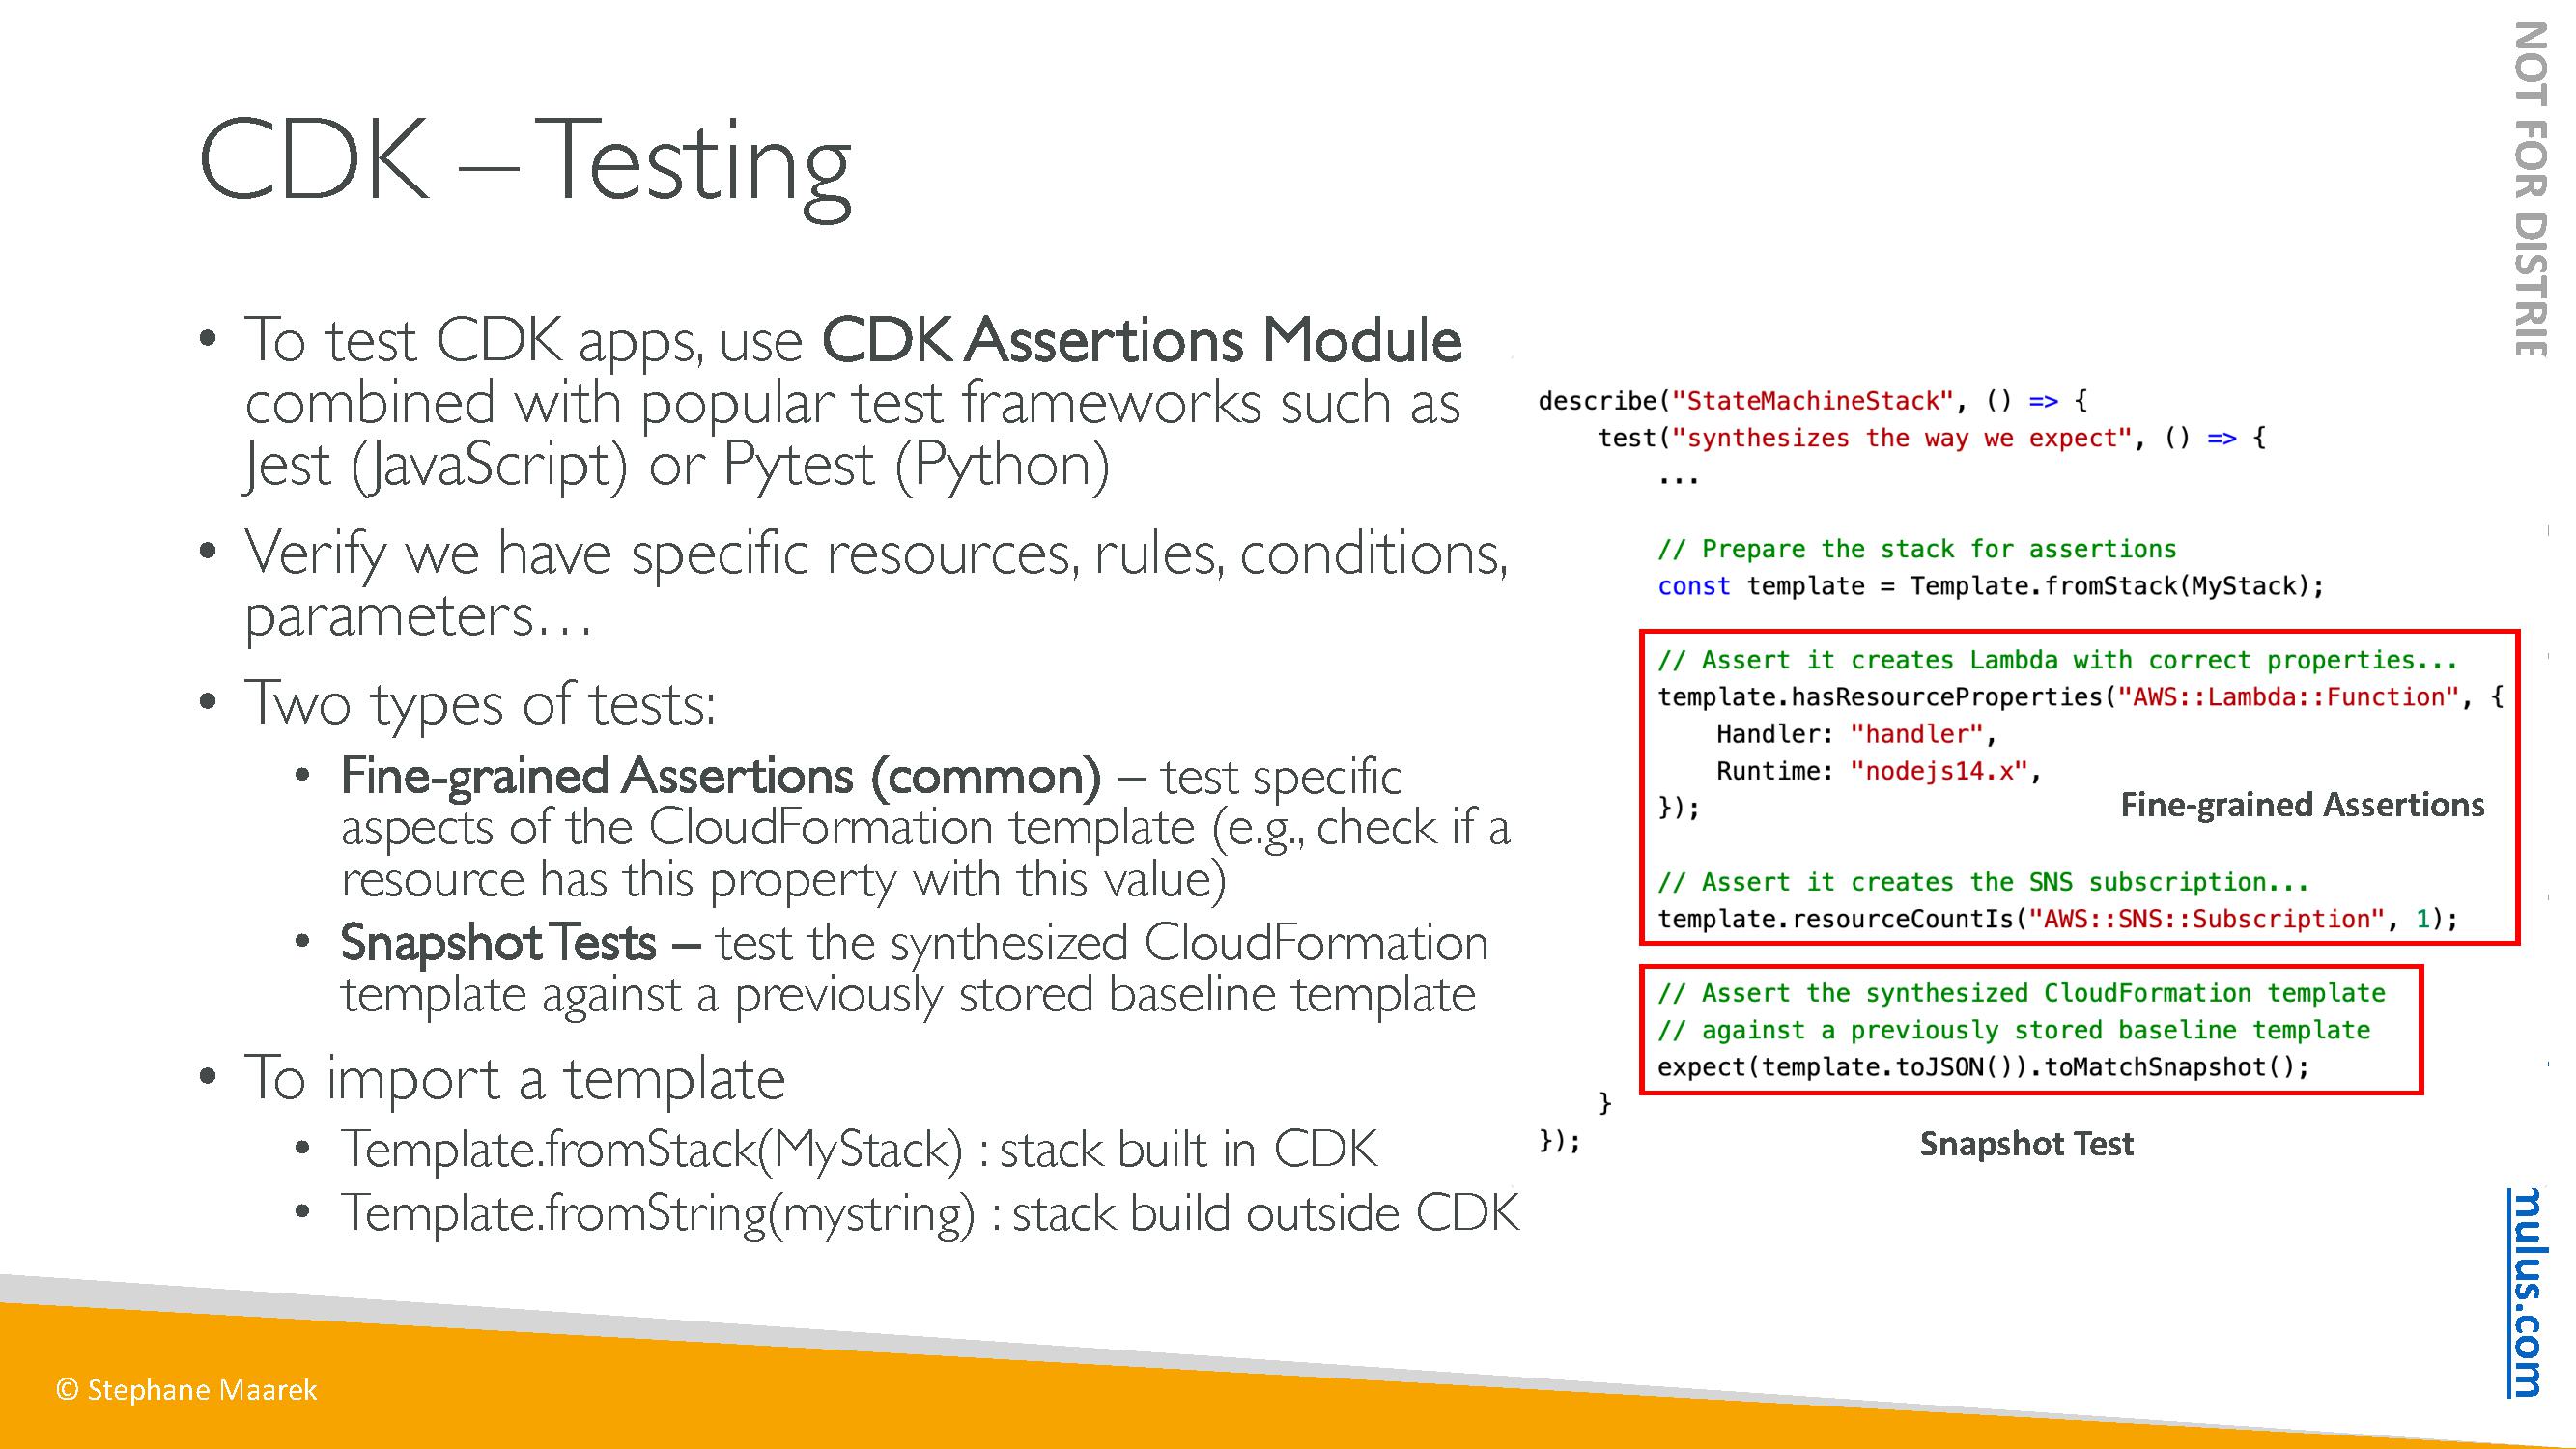 CDK – Testing
• To test CDK apps, use CDK Assertions Module
combined with popular test frameworks such as
Jest (JavaScript) or Pytest (Python)
• Verify we have specific resources, rules, conditions,
parameters…
• Two types of tests:
• Fine-grained Assertions (common) – test specific
aspects of the CloudFormation template (e.g., check if a
resource has this property with this value)
• Snapshot Tests – test the synthesized CloudFormation
template against a previously stored baseline template
• To import a template
• Template.fromStack(MyStack) : stack built in CDK
• Template.fromString(mystring) : stack build outside CDK
describe("StateMachineStack", () => {
test("synthesizes the way we expect", () => {
...
// Prepare the stack for assertions
const template = Template.fromStack(MyStack);
// Assert it creates Lambda with correct properties...
template.hasResourceProperties("AWS::Lambda::Function", {
Handler: "handler",
Runtime: "nodejs14.x",
});
Fine-grained Assertions
// Assert it creates the SNS subscription...
template.resourceCountIs("AWS::SNS::Subscription", 1);
// Assert the synthesized CloudFormation template
// against a previously stored baseline template
expect(template.toJSON()).toMatchSnapshot();
}
});
Snapshot Test
NOT FOR DISTRIE
mulus.com
© Stephane Maarek